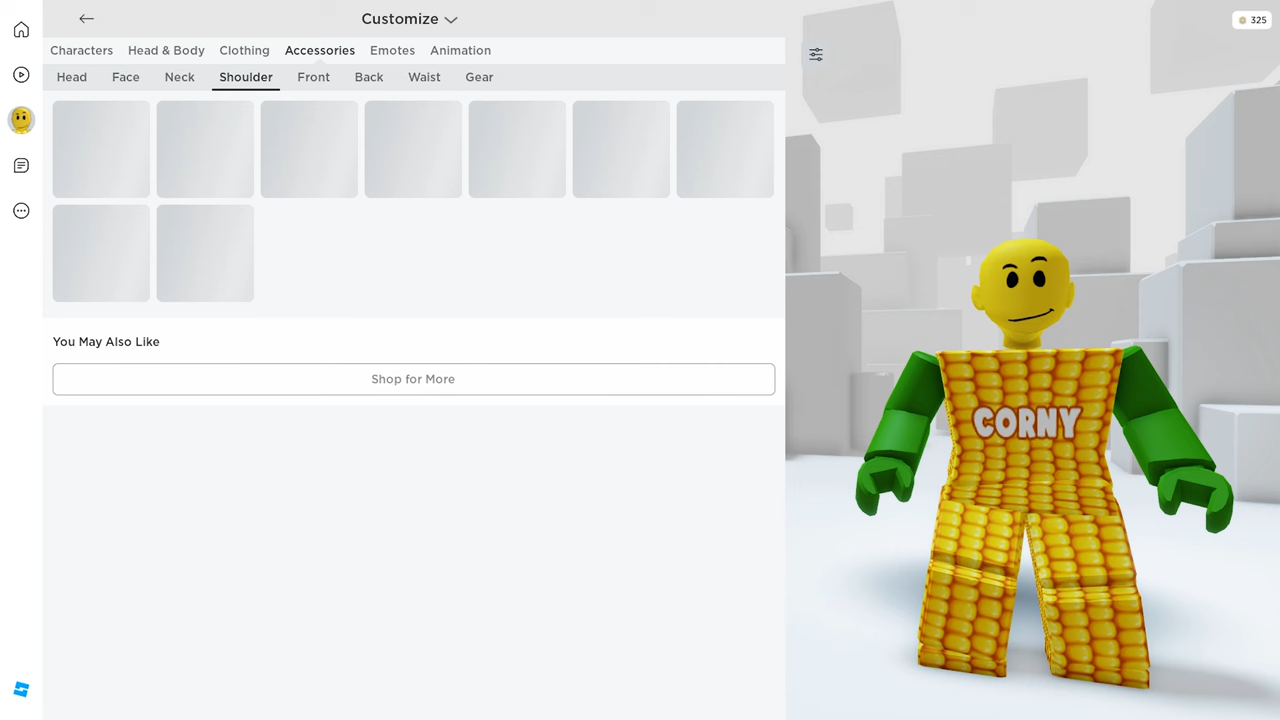 Customize
325
Characters Head & Body Clothing Accessories Emotes Animation
Head Face Neck Shoulder Front Back Waist Gear
You May Also Like
Shop for More
CORNY